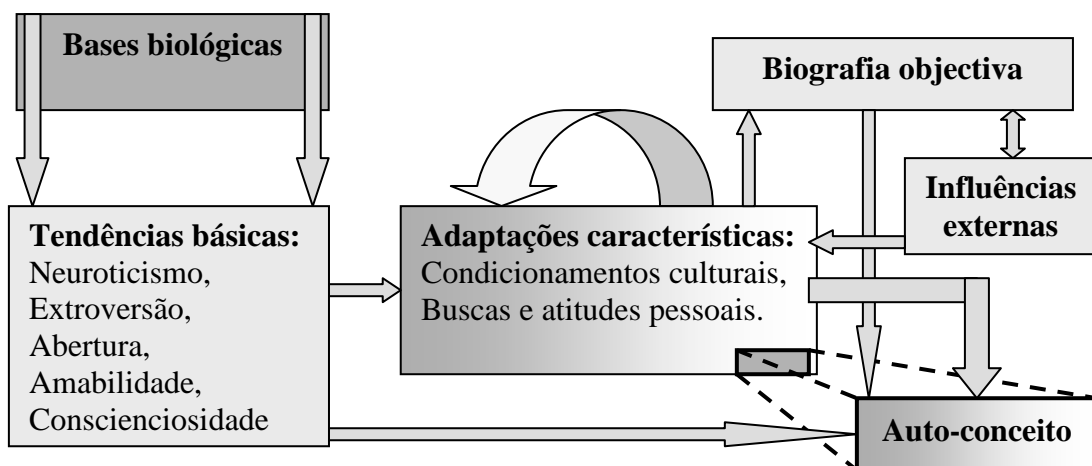 Bases biológicas
Biografia objectiva
Influências
externas
Tendências básicas:
Neuroticismo,
Extroversão,
Abertura,
Amabilidade,
Conscienciosidade
Adaptações características:
Condicionamentos culturais,
Buscas e atitudes pessoais.
Auto-conceito